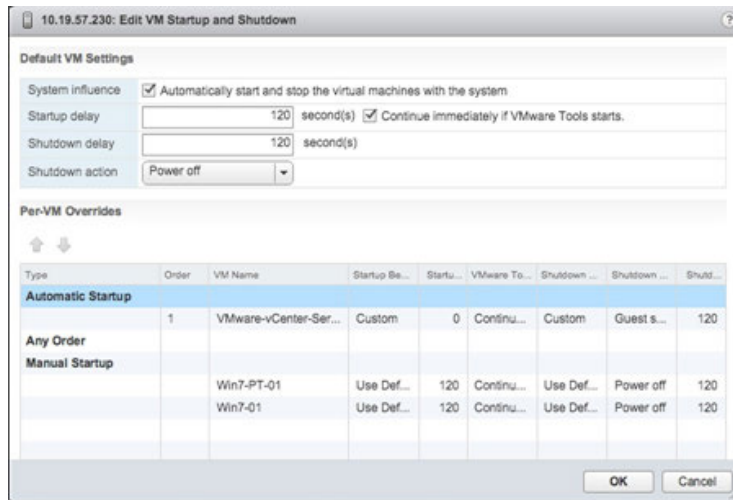 10.19.57.230: Edit VM Startup and Shutdown ?
Default VM Settings
System influence Automatically start and stop the virtual machines with the system
Startup delay 120 second(s) Continue immediately if VMware Tools starts.
Shutdown delay 120 second(s)
Shutdown action Power off
Per-VM Overrides
Type Order VM Name Startup Be... Startu... VMware To... Shutdown ... Shutdown ... Shutd...
Automatic Startup
1 VMware-vCenter-Ser... Custom 0 Continu... Custom Guest s... 120
Any Order
Manual Startup
Win7-PT-01 Use Def... 120 Continu... Use Def... Power off 120
Win7-01 Use Def... 120 Continu... Use Def... Power off 120
OK Cancel